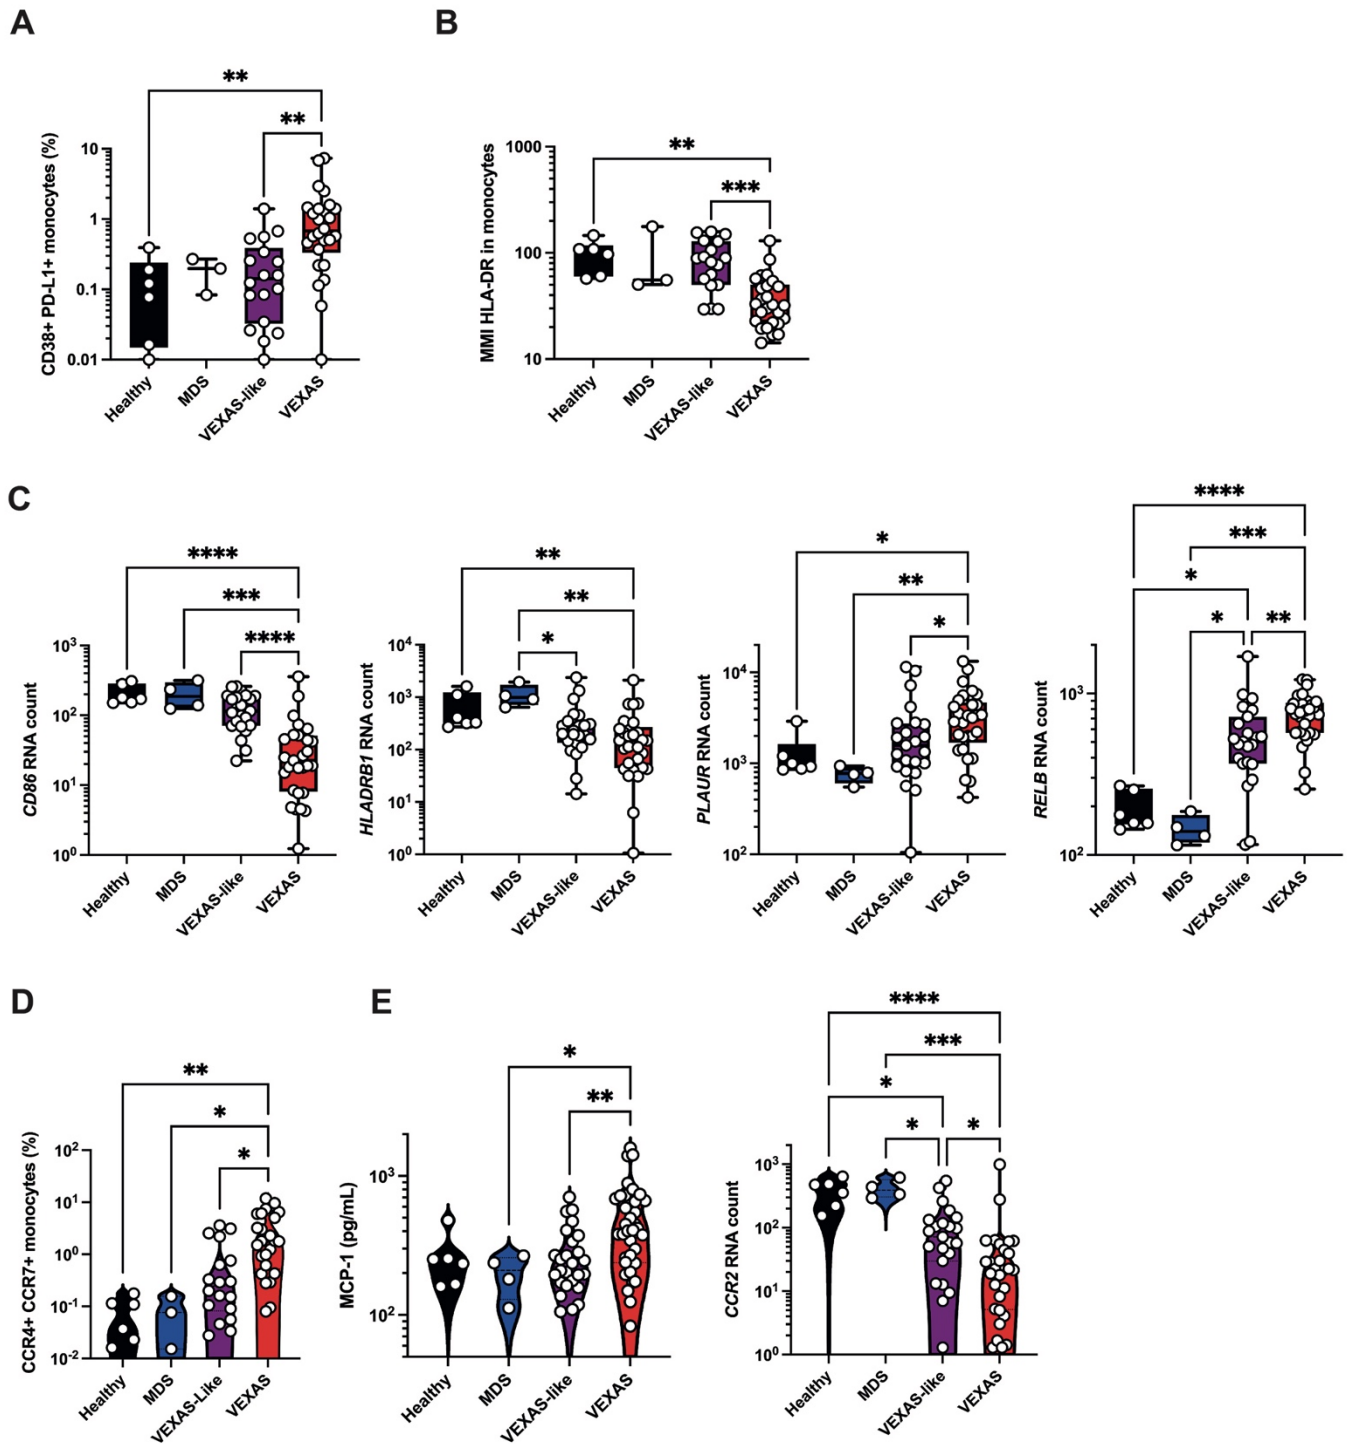 A
B
**
**
CD38+ PD-L1+ monocytes (%)
10
1
0.1
0.01
Healthy
MDS
VEXAS-like
VEXAS
**
***
MMI HLA-DR in monocytes
1000
100
10
Healthy
MDS
VEXAS-like
VEXAS
C
****
***
****
CD86 RNA count
10³
10²
10¹
10⁰
Healthy
MDS
VEXAS-like
VEXAS
**
**
*
HLADRB1 RNA count
10⁴
10³
10²
10¹
10⁰
Healthy
MDS
VEXAS-like
VEXAS
*
**
*
PLAUR RNA count
10⁴
10³
10²
Healthy
MDS
VEXAS-like
VEXAS
****
***
*
*
**
RELB RNA count
10³
10²
Healthy
MDS
VEXAS-like
VEXAS
D
E
**
*
*
CCR4+ CCR7+ monocytes (%)
10²
10¹
10⁰
10⁻¹
10⁻²
Healthy
MDS
VEXAS-Like
VEXAS
*
**
MCP-1 (pg/mL)
10³
10²
Healthy
MDS
VEXAS-like
VEXAS
****
***
*
*
*
CCR2 RNA count
10³
10²
10¹
10⁰
Healthy
MDS
VEXAS-like
VEXAS